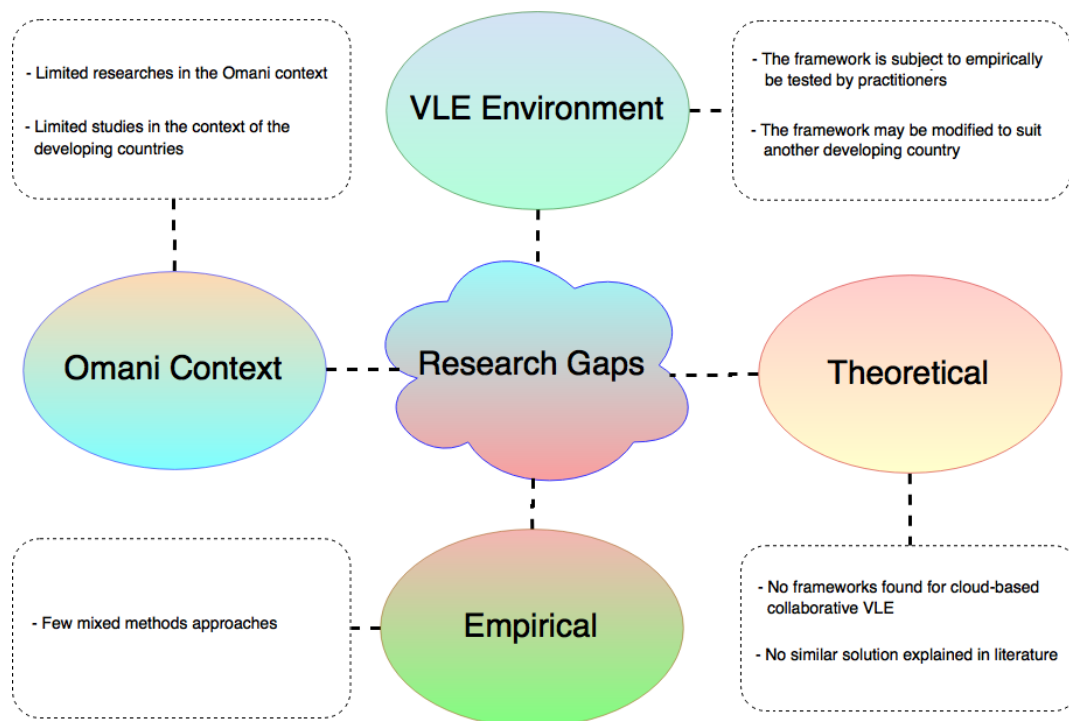 - Limited researches in the Omani context
- Limited studies in the context of the
developing countries
VLE Environment
- The framework is subject to empirically
be tested by practitioners
- The framework may be modified to suit
another developing country
Omani Context
Research Gaps
Theoretical
- Few mixed methods approaches
Empirical
- No frameworks found for cloud-based
collaborative VLE
- No similar solution explained in literature